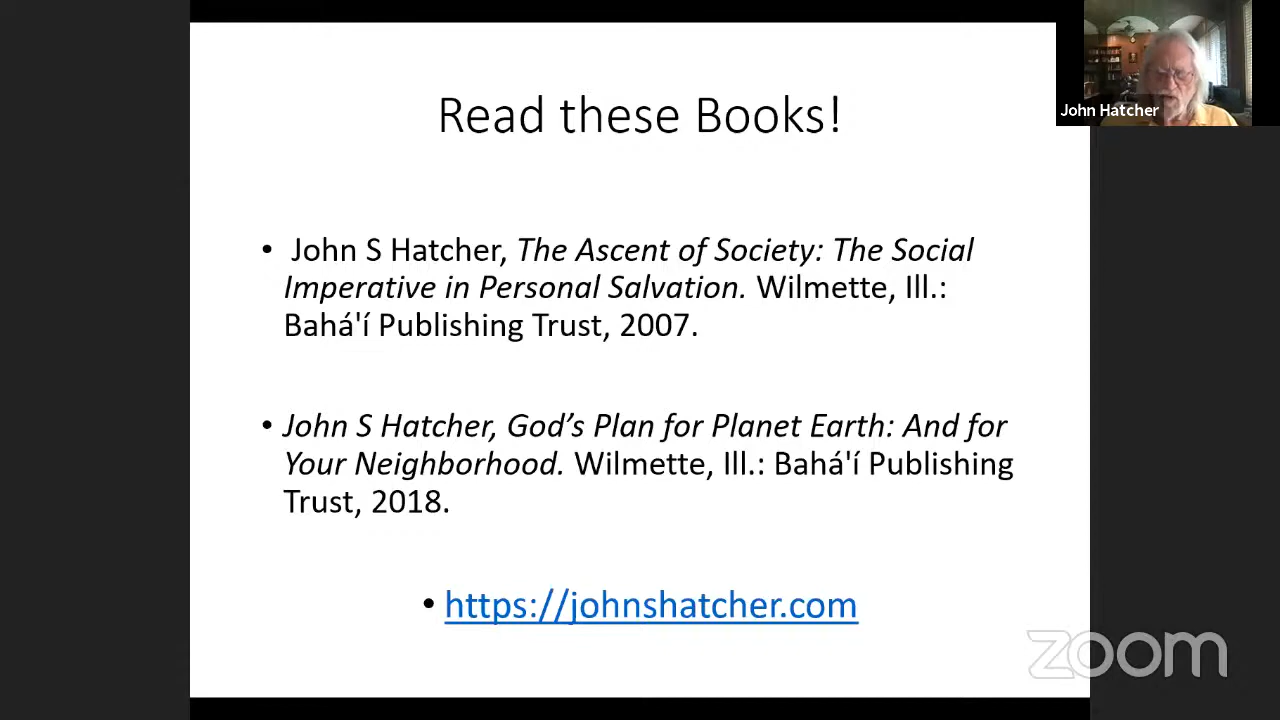 Read these Books!
John Hatcher
• John S Hatcher, The Ascent of Society: The Social
Imperative in Personal Salvation. Wilmette, Ill.:
Bahá'í Publishing Trust, 2007.
• John S Hatcher, God’s Plan for Planet Earth: And for
Your Neighborhood. Wilmette, Ill.: Bahá'í Publishing
Trust, 2018.
• https://johnshatcher.com
zoom